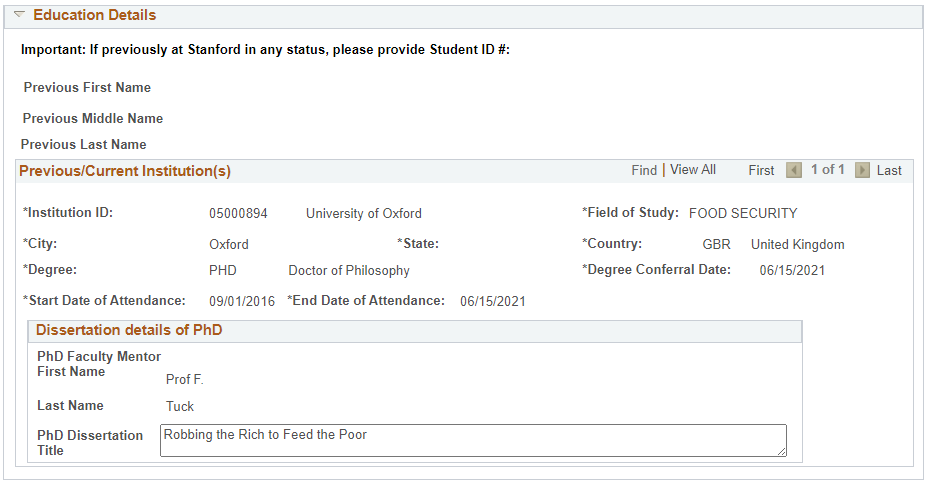 Education Details
Important: If previously at Stanford in any status, please provide Student ID #:
Previous First Name
Previous Middle Name
Previous Last Name
Previous/Current Institution(s) Find | View All First 1 of 1 Last
*Institution ID: 05000894 University of Oxford *Field of Study: FOOD SECURITY
*City: Oxford *State: *Country: GBR United Kingdom
*Degree: PHD Doctor of Philosophy *Degree Conferral Date: 06/15/2021
*Start Date of Attendance: 09/01/2016 *End Date of Attendance: 06/15/2021
Dissertation details of PhD
PhD Faculty Mentor
First Name
Prof F.
Last Name Tuck
PhD Dissertation Robbing the Rich to Feed the Poor
Title